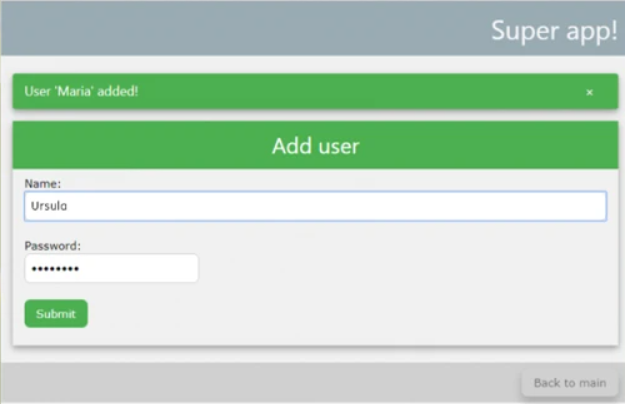 Super app!
User 'Maria' added!
×
Add user
Name:
Ursula
Password:
••••••••
Submit
Back to main